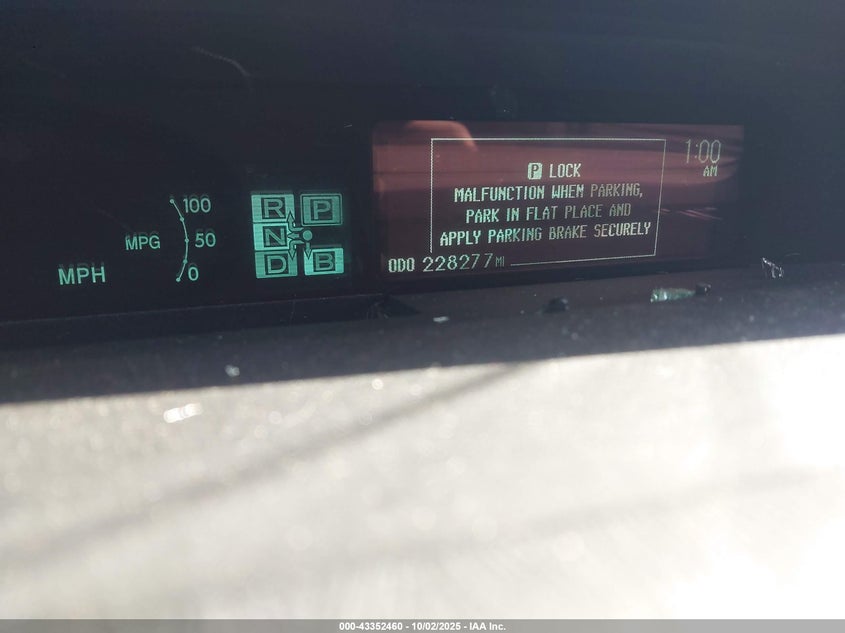 1:00
AM
P LOCK
MALFUNCTION WHEN PARKING,
PARK IN FLAT PLACE AND
APPLY PARKING BRAKE SECURELY
ODO 228277 MI
100
MPG 50
0
MPH
R P
N
D B
000-43352460 - 10/02/2025 - IAA Inc.